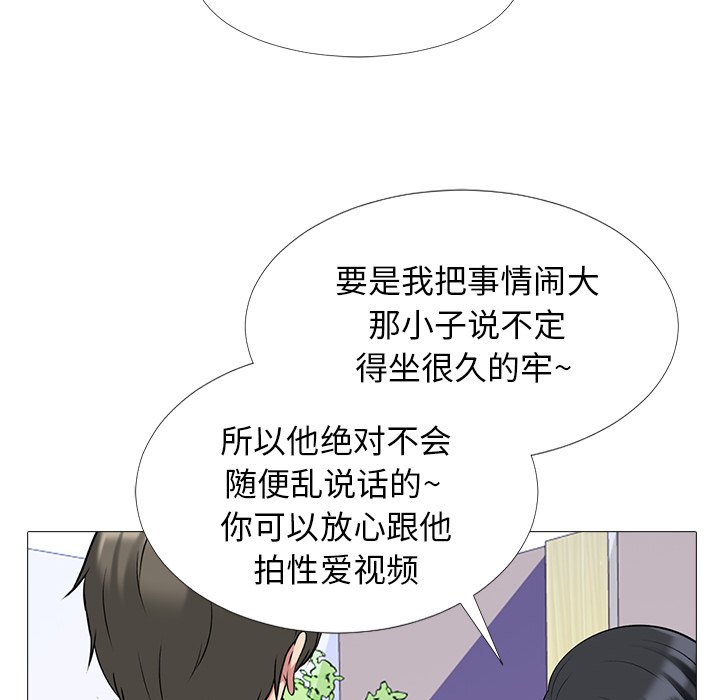 要是我把事情闹大
那小子说不定
得坐很久的牢~
所以他绝对不会
随便乱说话的~
你可以放心跟他
拍性爱视频